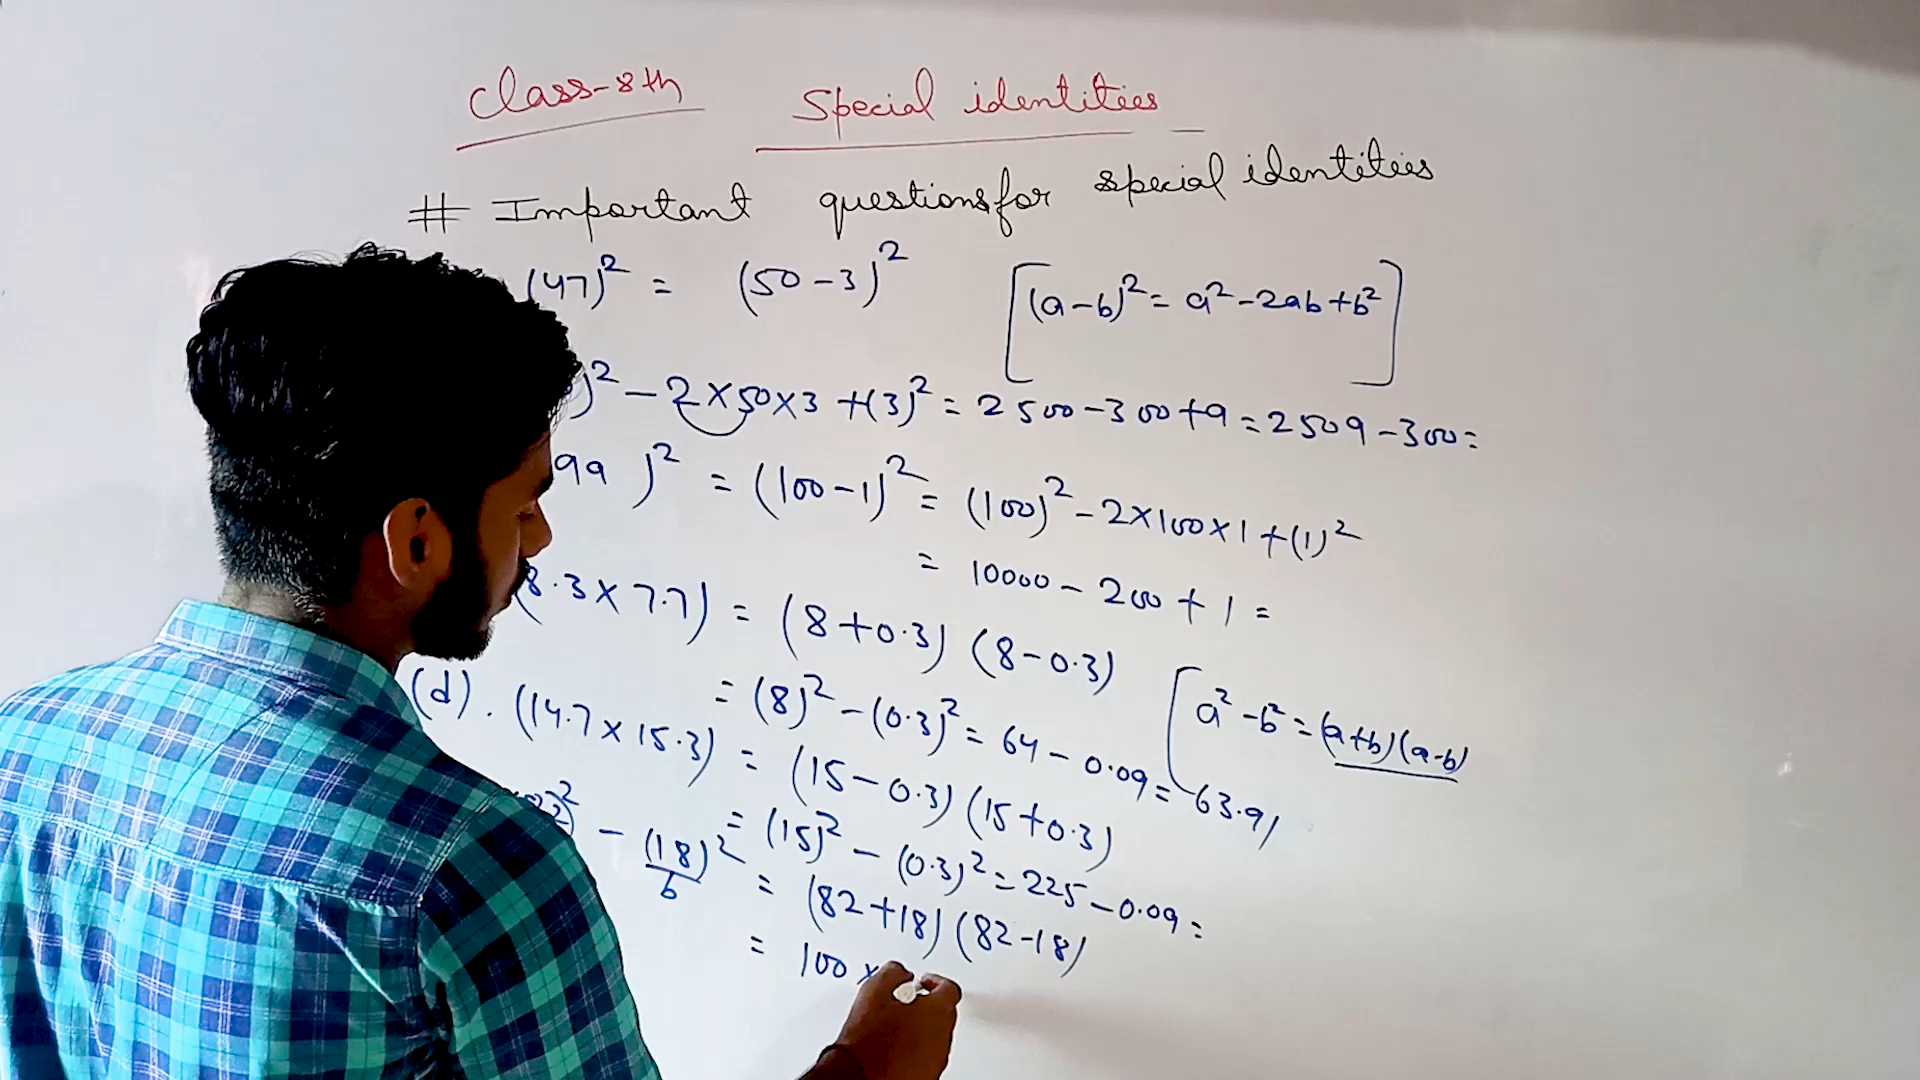 Class-8th Special identities
# Important questions for special identities
(47)² = (50-3)² [(a-b)² = a²-2ab+b²]
)² - 2×50×3 +(3)² = 2500-300+9 = 2509-300=
99 )² = (100-1)² = (100)² - 2×100×1 +(1)²
= 10000 - 200 + 1 =
(8.3×7.7) = (8+0.3) (8-0.3)
= (8)² - (0.3)² = 64 - 0.09 = 63.91 [a²-b² = (a+b)(a-b)
(d). (14.7×15.3) = (15-0.3) (15+0.3)
= (15)² - (0.3)² = 225-0.09=
82)² - (18)² = (82+18) (82-18)
b
= 100 ×